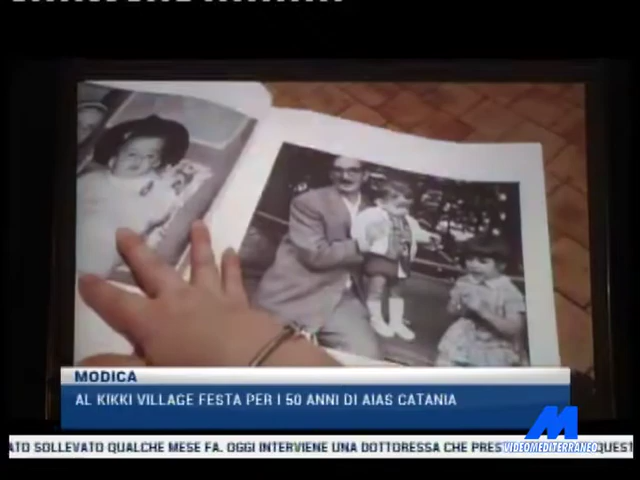 MODICA
AL KIKKI VILLAGE FESTA PER I 50 ANNI DI AIAS CATANIA
VIDEOMEDITERRANEO
ATO SOLLEVATO QUALCHE MESE FA. OGGI INTERVIENE UNA DOTTORESSA CHE QUEST